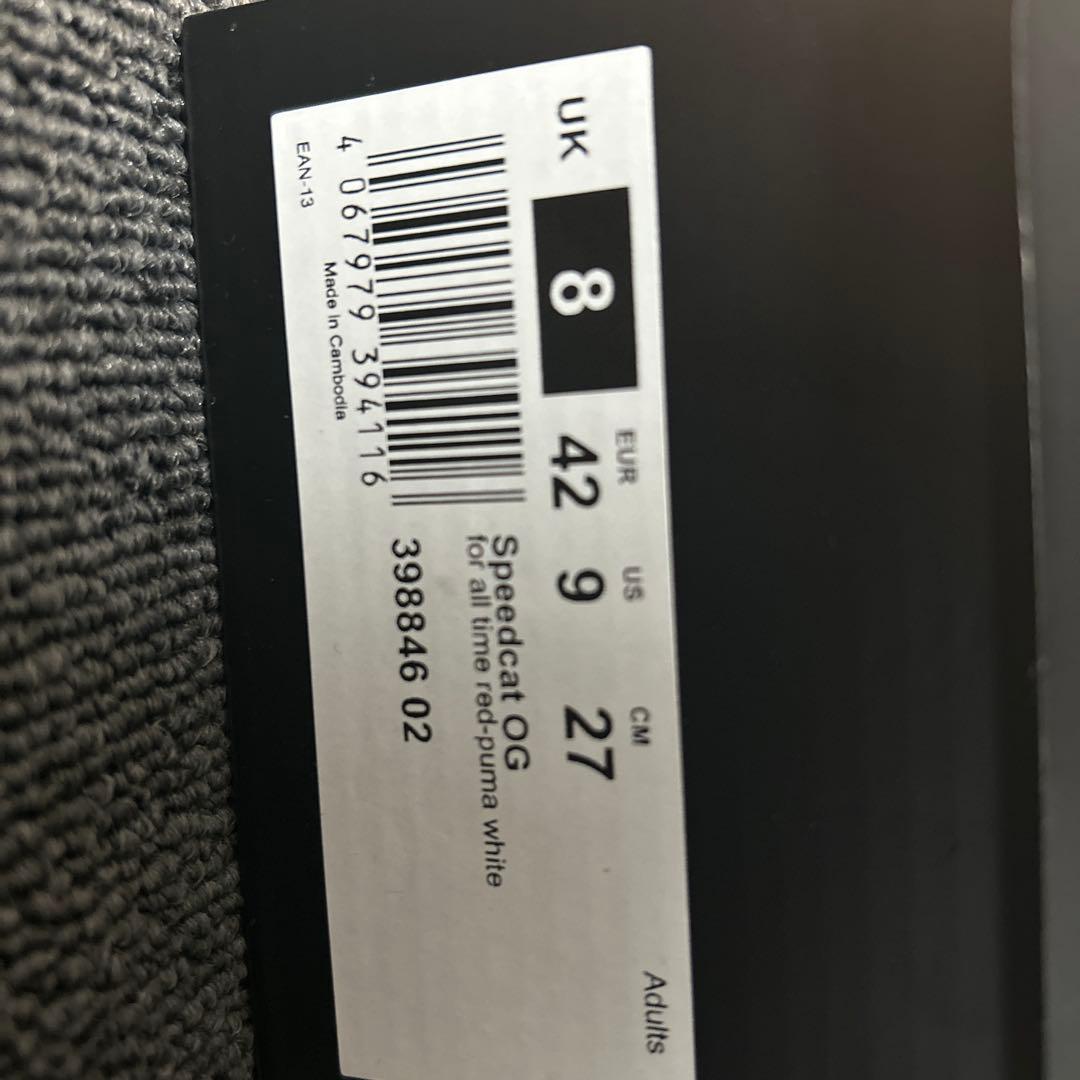 UK 8
EUR US CM
42 9 27
Adults
Speedcat OG
for all time red-puma white
398846 02
4 067979 394116
EAN-13
Made in Cambodia